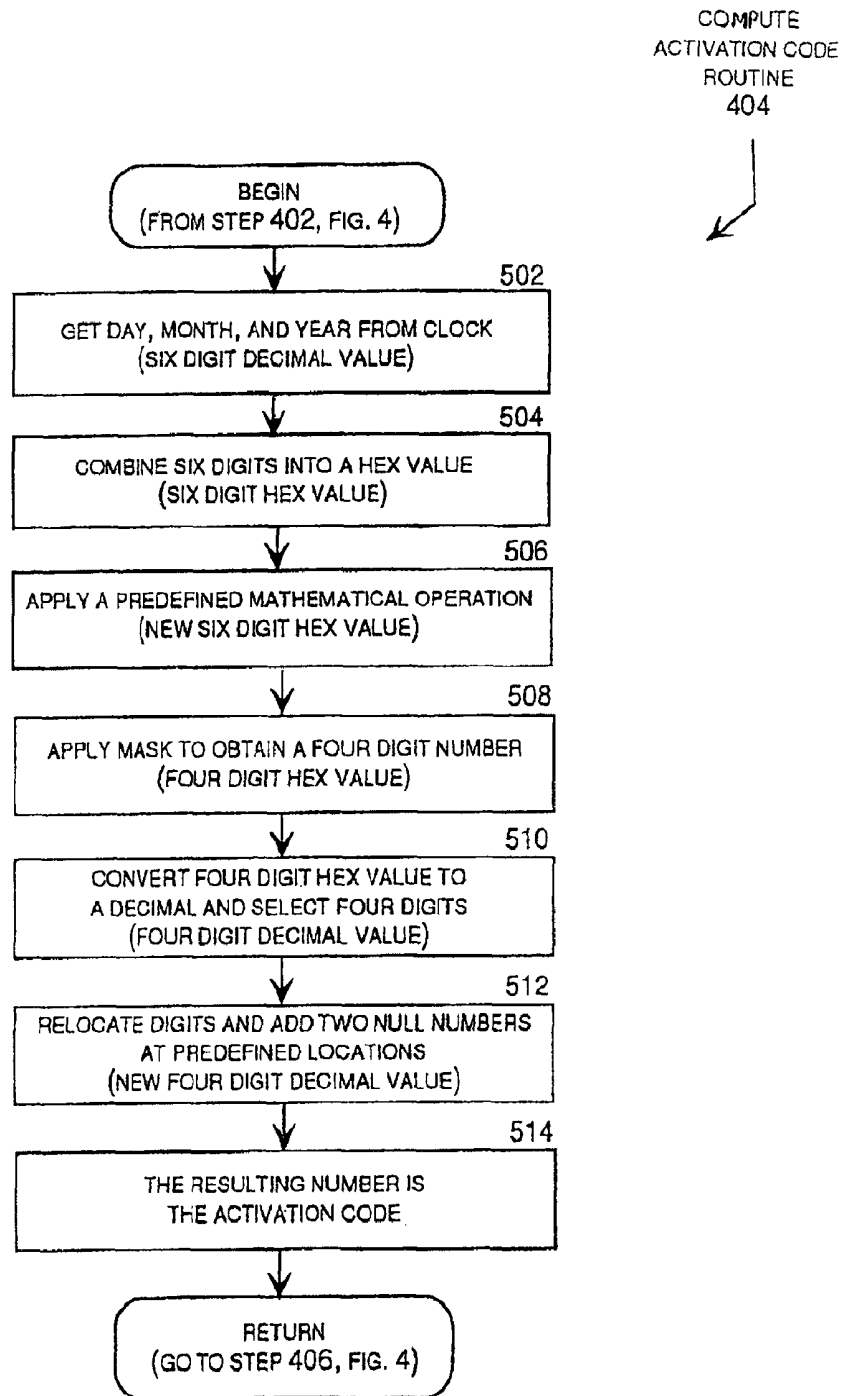 COMPUTE
ACTIVATION CODE
ROUTINE
404
BEGIN
(FROM STEP 402, FIG. 4)
502
GET DAY, MONTH, AND YEAR FROM CLOCK
(SIX DIGIT DECIMAL VALUE)
504
COMBINE SIX DIGITS INTO A HEX VALUE
(SIX DIGIT HEX VALUE)
506
APPLY A PREDEFINED MATHEMATICAL OPERATION
(NEW SIX DIGIT HEX VALUE)
508
APPLY MASK TO OBTAIN A FOUR DIGIT NUMBER
(FOUR DIGIT HEX VALUE)
510
CONVERT FOUR DIGIT HEX VALUE TO
A DECIMAL AND SELECT FOUR DIGITS
(FOUR DIGIT DECIMAL VALUE)
512
RELOCATE DIGITS AND ADD TWO NULL NUMBERS
AT PREDEFINED LOCATIONS
(NEW FOUR DIGIT DECIMAL VALUE)
514
THE RESULTING NUMBER IS
THE ACTIVATION CODE
RETURN
(GO TO STEP 406, FIG. 4)